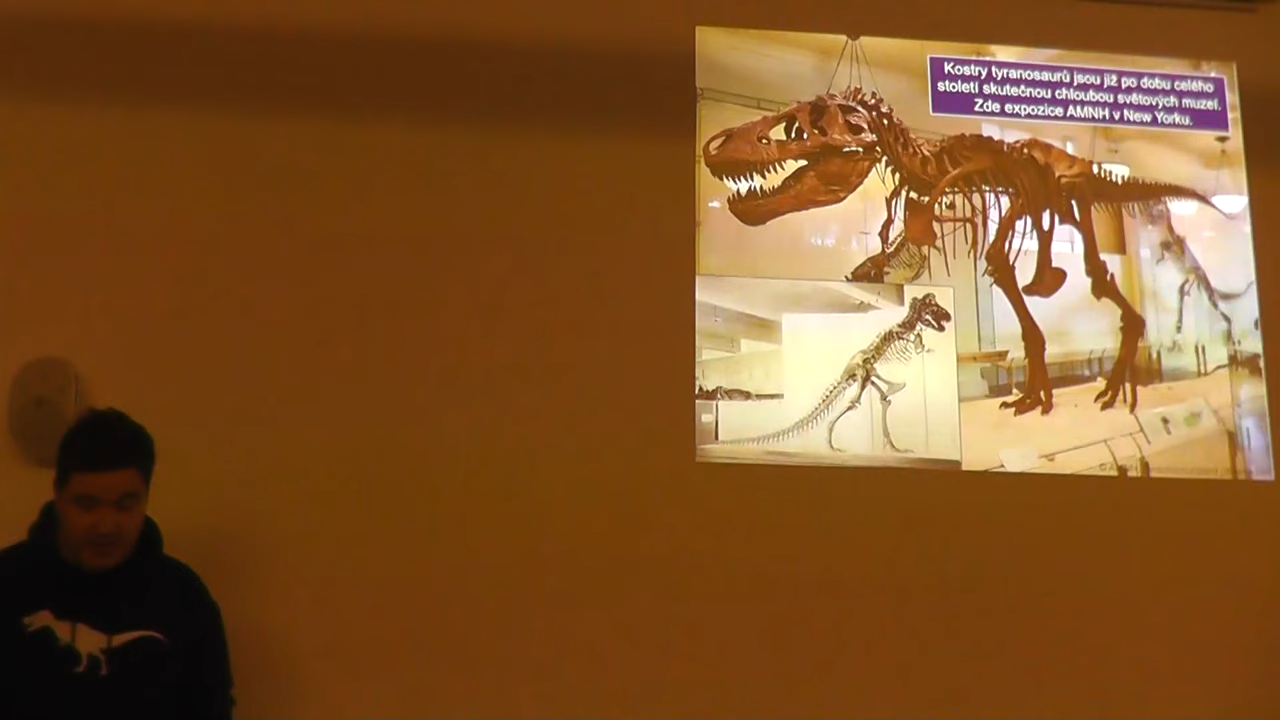 Kostry tyranosaurů jsou již po dobu celého
století skutečnou chloubou světových muzeí.
Zde expozice AMNH v New Yorku.